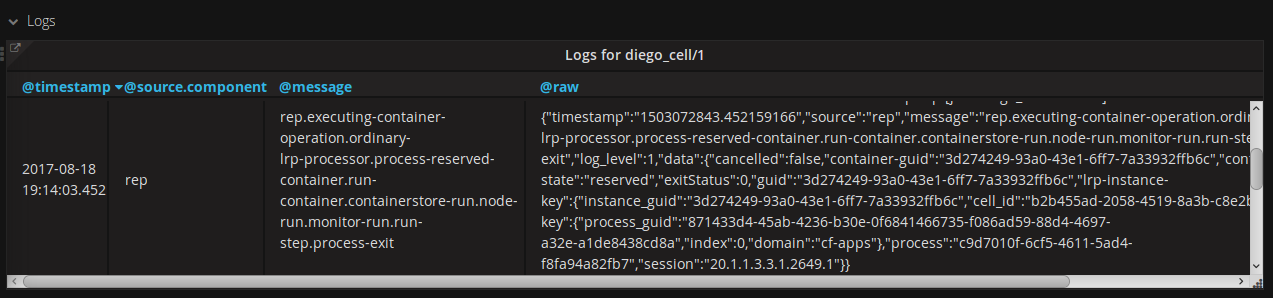 Logs
Logs for diego_cell/1
@timestamp @source.component @message @raw
2017-08-18
19:14:03.452
rep
rep.executing-container-
operation.ordinary-
lrp-processor.process-reserved-
container.run-
container.containerstore-run.node-
run.monitor-run.run-
step.process-exit
{"timestamp":"1503072843.452159166","source":"rep","message":"rep.executing-container-operation.ordin
lrp-processor.process-reserved-container.run-container.containerstore-run.node-run.monitor-run.run-ste
exit","log_level":1,"data":{"cancelled":false,"container-guid":"3d274249-93a0-43e1-6ff7-7a33932ffb6c","con
state":"reserved","exitStatus":0,"guid":"3d274249-93a0-43e1-6ff7-7a33932ffb6c","lrp-instance-
key":{"instance_guid":"3d274249-93a0-43e1-6ff7-7a33932ffb6c","cell_id":"b2b455ad-2058-4519-8a3b-c8e2b
key":{"process_guid":"871433d4-45ab-4236-b30e-0f6841466735-f086ad59-88d4-4697-
a32e-a1de8438cd8a","index":0,"domain":"cf-apps"},"process":"c9d7010f-6cf5-4611-5ad4-
f8fa94a82fb7","session":"20.1.1.3.3.1.2649.1"}}